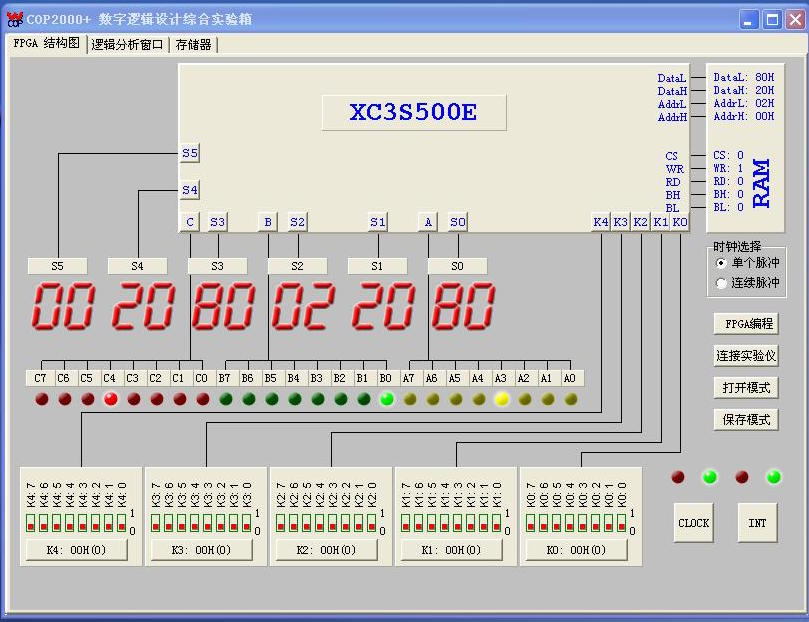 COP2000+ 数字逻辑设计综合实验箱
FPGA 结构图 逻辑分析窗口 存储器
XC3S500E
DataL DataL: 80H
DataH DataH: 20H
AddrL AddrL: 02H
AddrH AddrH: 00H
CS CS: 0
WR WR: 1
RD RD: 0
BH BH: 0
BL BL: 0
RAM
S5
S4
C S3 B S2 S1 A S0 K4 K3 K2 K1 K0
时钟选择
单个脉冲
连续脉冲
S5 S4 S3 S2 S1 S0
00 20 80 02 20 80
FPGA编程
连接实验仪
打开模式
保存模式
C7 C6 C5 C4 C3 C2 C1 C0 B7 B6 B5 B4 B3 B2 B1 B0 A7 A6 A5 A4 A3 A2 A1 A0
K4:7 K4:6 K4:5 K4:4 K4:3 K4:2 K4:1 K4:0 K3:7 K3:6 K3:5 K3:4 K3:3 K3:2 K3:1 K3:0 K2:7 K2:6 K2:5 K2:4 K2:3 K2:2 K2:1 K2:0 K1:7 K1:6 K1:5 K1:4 K1:3 K1:2 K1:1 K1:0 K0:7 K0:6 K0:5 K0:4 K0:3 K0:2 K0:1 K0:0
1 1 1 1 1
0 0 0 0 0
CLOCK INT
K4: 00H(0) K3: 00H(0) K2: 00H(0) K1: 00H(0) K0: 00H(0)